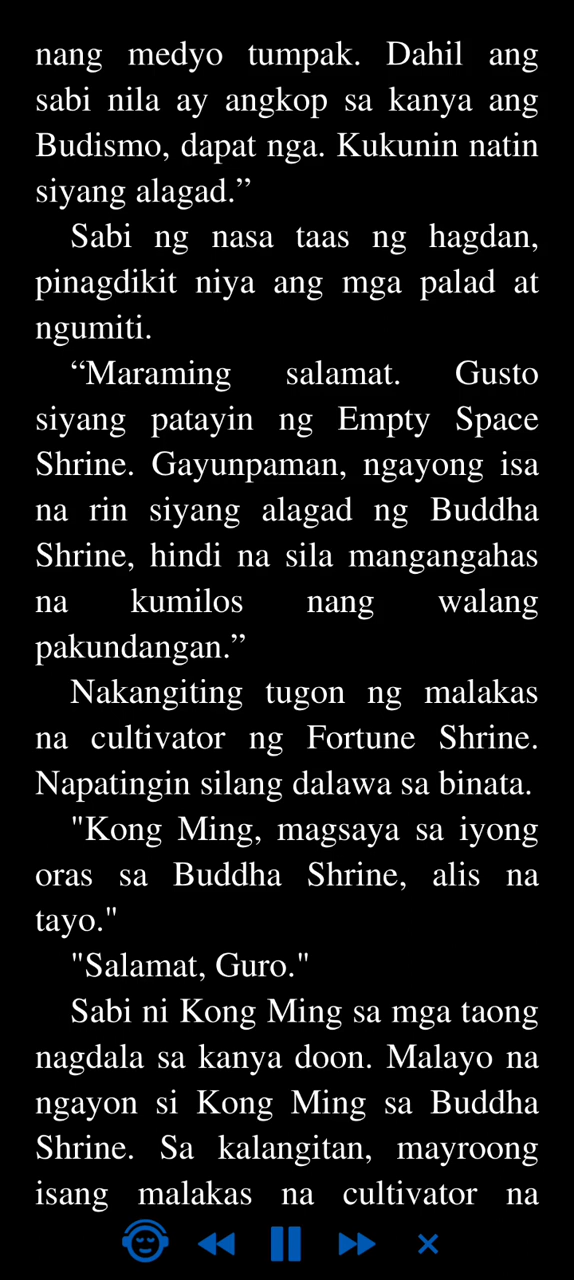 nang medyo tumpak. Dahil ang
sabi nila ay angkop sa kanya ang
Budismo, dapat nga. Kukunin natin
siyang alagad.”
Sabi ng nasa taas ng hagdan,
pinagdikit niya ang mga palad at
ngumiti.
“Maraming salamat. Gusto
siyang patayin ng Empty Space
Shrine. Gayunpaman, ngayong isa
na rin siyang alagad ng Buddha
Shrine, hindi na sila mangangahas
na kumilos nang walang
pakundangan.”
Nakangiting tugon ng malakas
na cultivator ng Fortune Shrine.
Napatingin silang dalawa sa binata.
"Kong Ming, magsaya sa iyong
oras sa Buddha Shrine, alis na
tayo."
"Salamat, Guro."
Sabi ni Kong Ming sa mga taong
nagdala sa kanya doon. Malayo na
ngayon si Kong Ming sa Buddha
Shrine. Sa kalangitan, mayroong
isang malakas na cultivator na